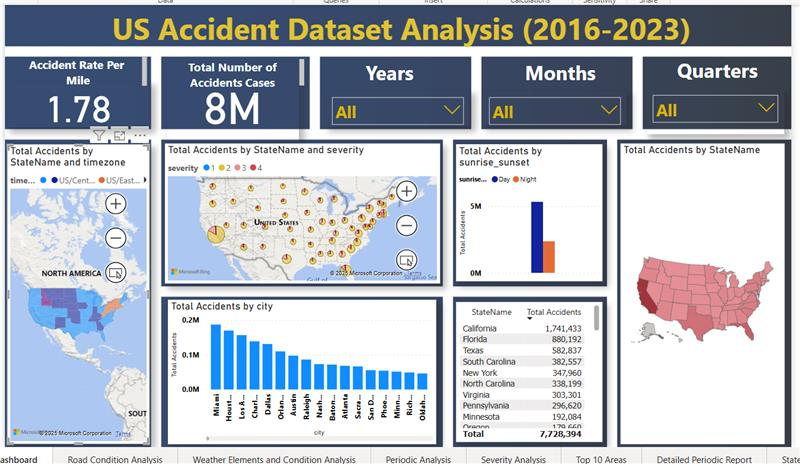 Data
Queries
Insert
Calculations
Sensitivity
Share
US Accident Dataset Analysis (2016-2023)
Accident Rate Per
Mile
1.78
Total Number of
Accidents Cases
8M
Years
All
Months
All
Quarters
All
Total Accidents by
StateName and timezone
time...
US/Cent...
US/East...
NORTH AMERICA
SOUT
© 2025 Microsoft Corporation Terms
Total Accidents by StateName and severity
severity 1 2 3 4
UNITED STATES
Gulf of
Sargasso Sea
Microsoft Bing
© 2025 Microsoft Corporation Terms
Total Accidents by
sunrise_sunset
sunrise... Day Night
Total Accidents
5M
0M
Total Accidents by StateName
Total Accidents by city
Total Accidents
0.2M
0.1M
0.0M
Miami
Houst...
Los A...
Charl...
Dallas
Orlan...
Austin
Raleigh
Nash...
Baton...
Atlanta
Sacra...
San D...
Phoe...
Minn...
Rich...
Oklah...
city
StateName Total Accidents
California 1,741,433
Florida 880,192
Texas 582,837
South Carolina 382,557
New York 347,960
North Carolina 338,199
Virginia 303,301
Pennsylvania 296,620
Minnesota 192,084
Oregon 179,660
Total 7,728,394
ashboard
Road Condition Analysis
Weather Elements and Condition Analysis
Periodic Analysis
Severity Analysis
Top 10 Areas
Detailed Periodic Report
State